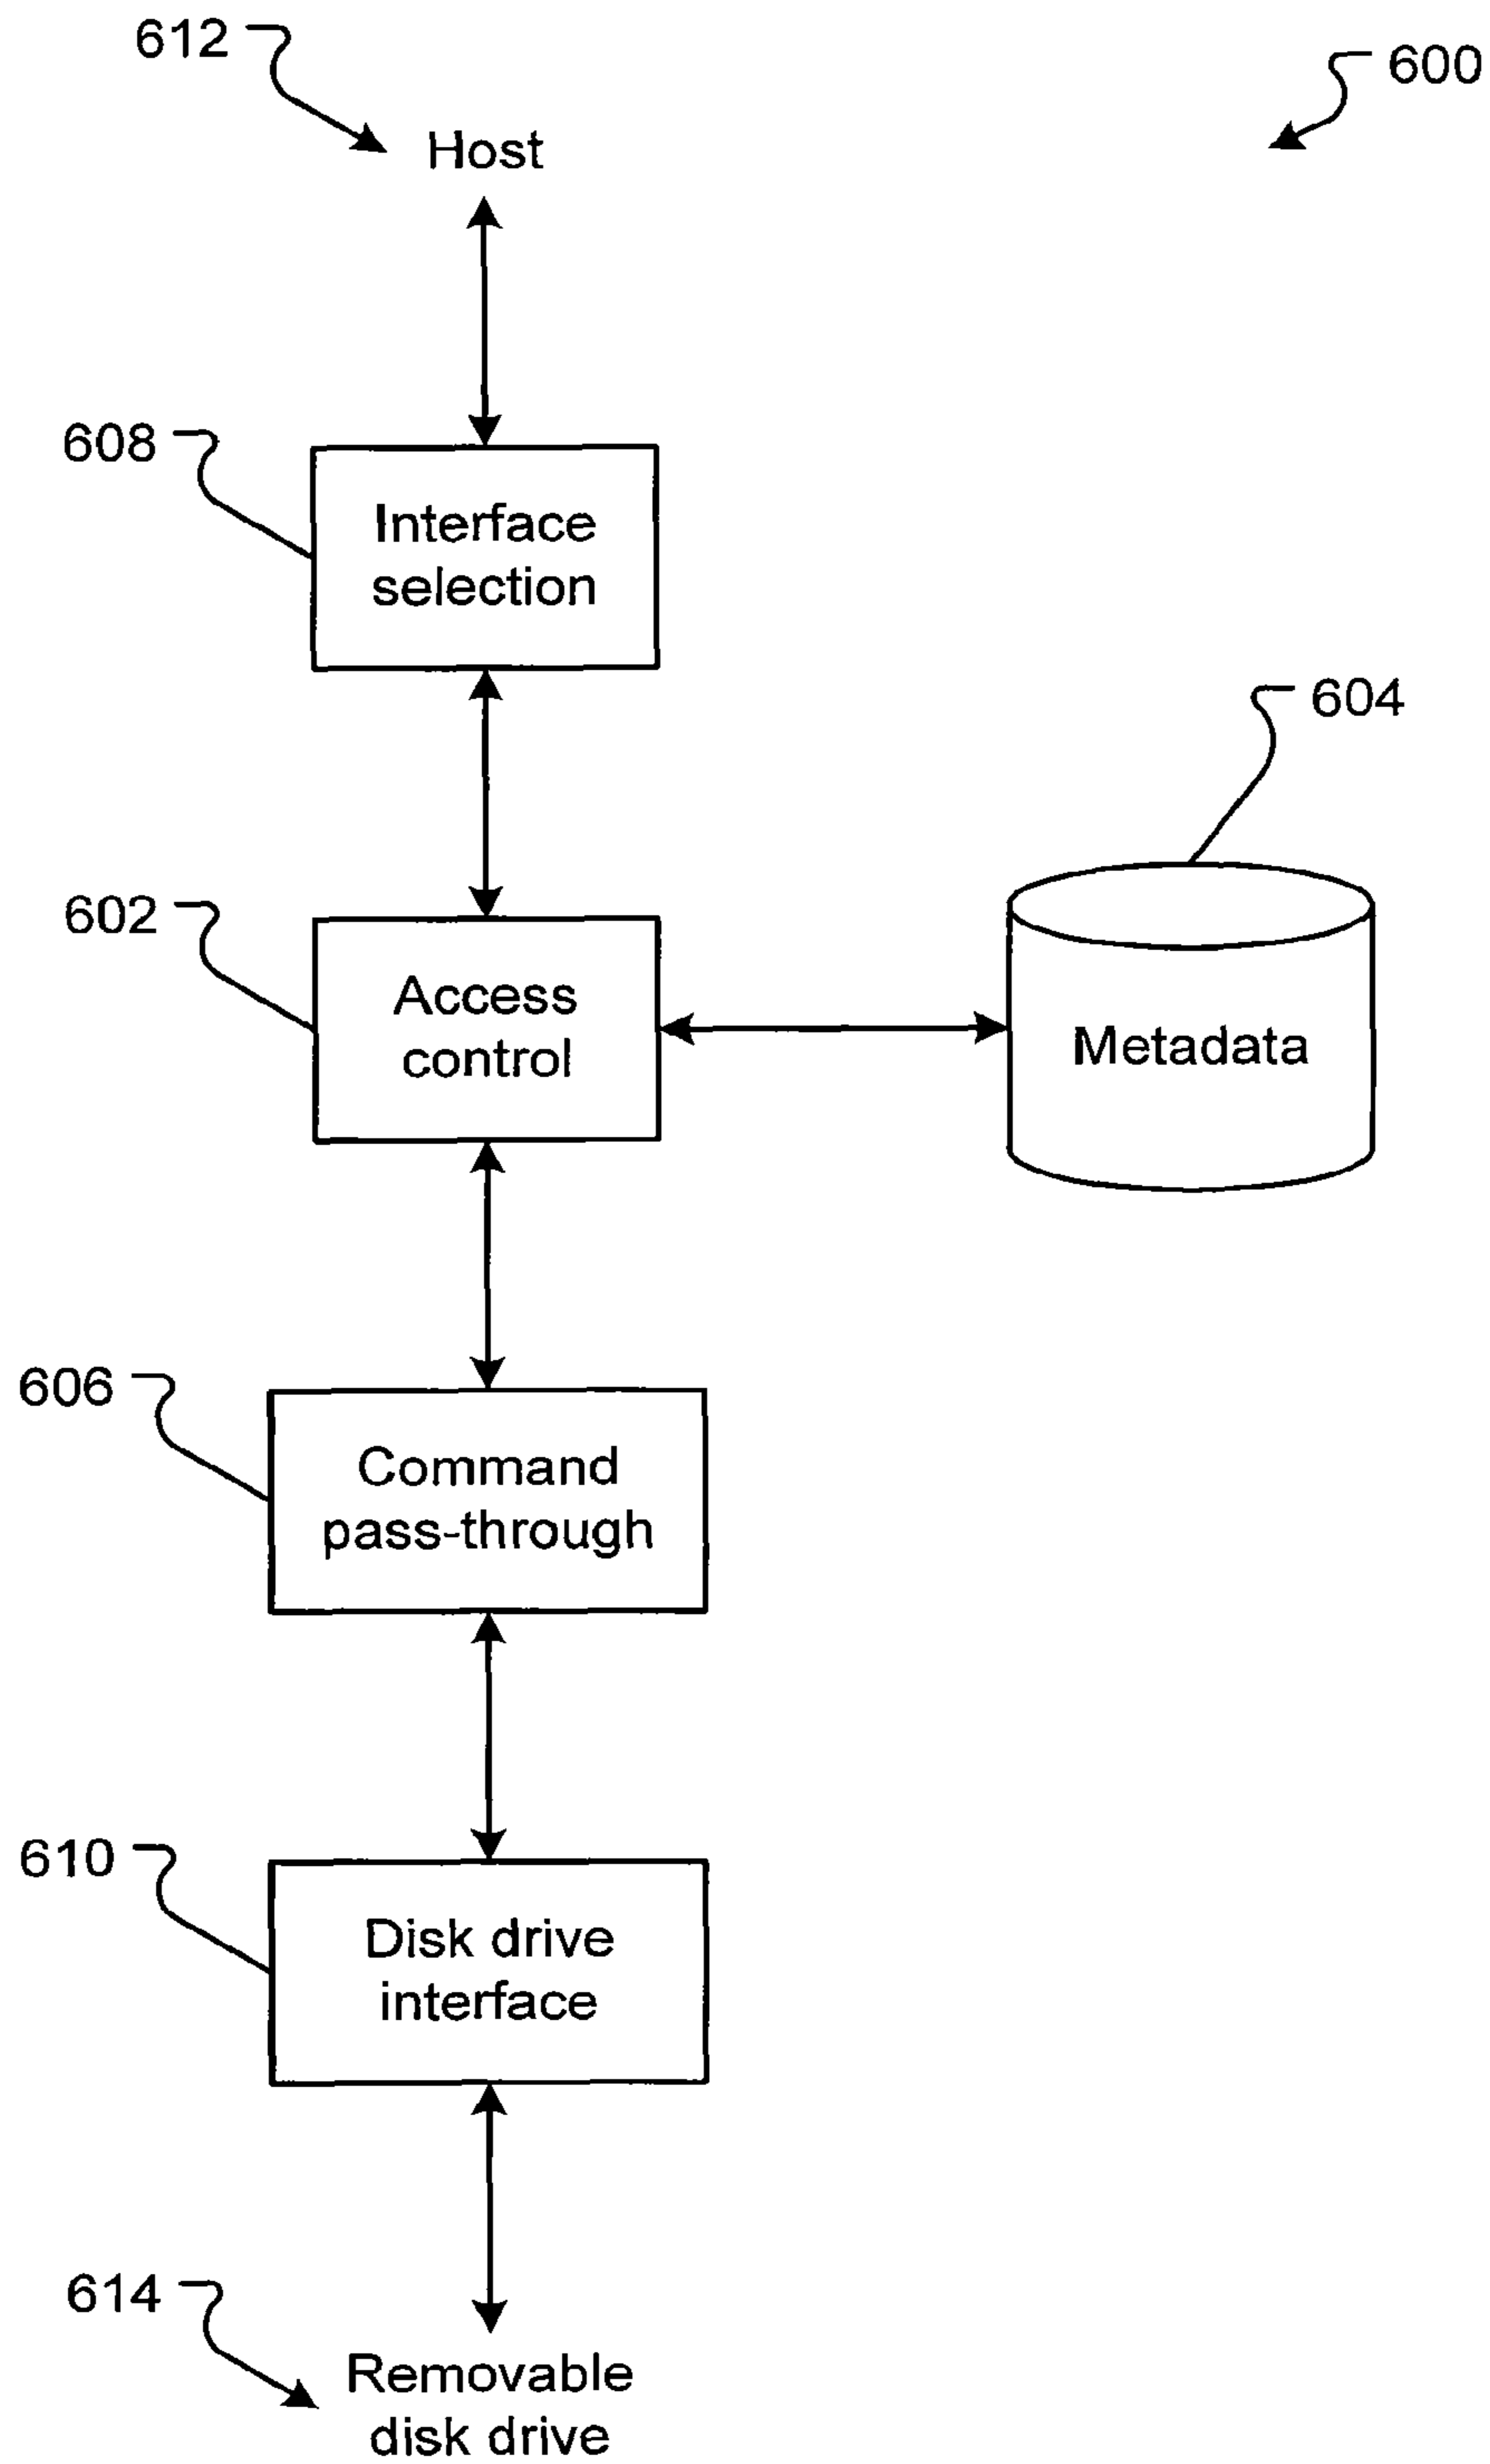 612
600
Host
608
Interface
selection
604
602
Access
control
Metadata
606
Command
pass-through
610
Disk drive
interface
614
Removable
disk drive